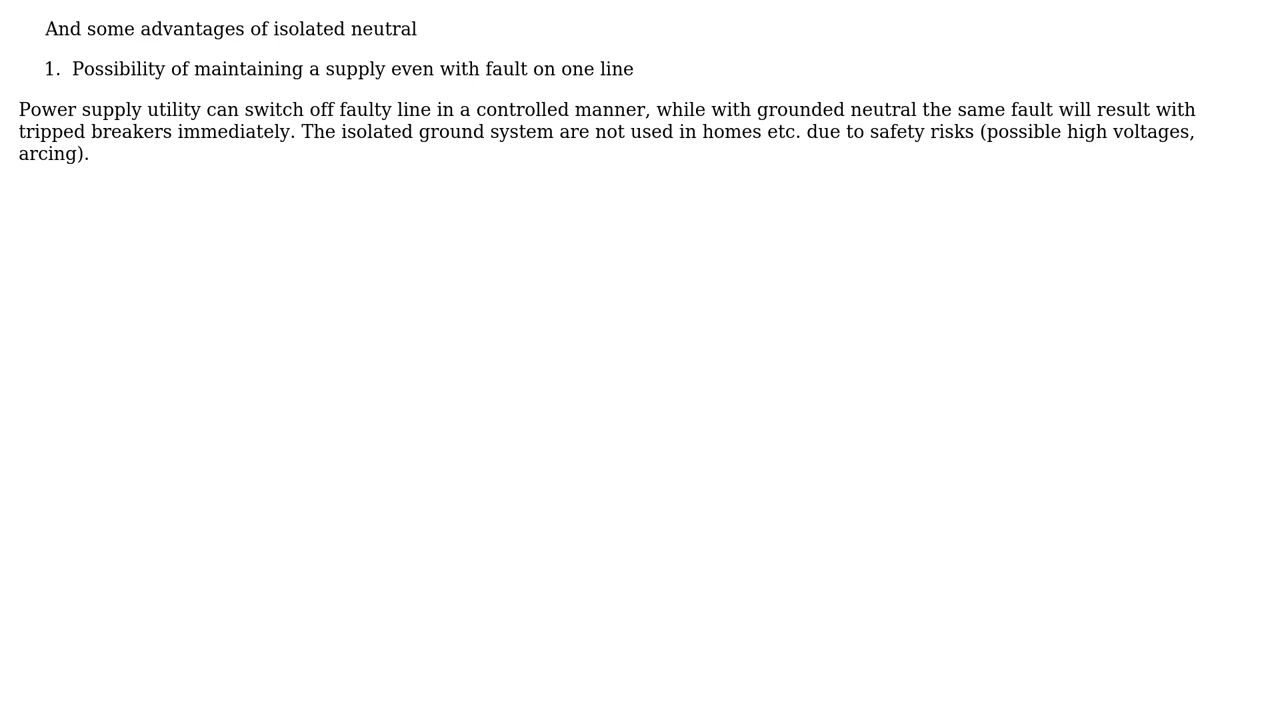 And some advantages of isolated neutral
1. Possibility of maintaining a supply even with fault on one line
Power supply utility can switch off faulty line in a controlled manner, while with grounded neutral the same fault will result with
tripped breakers immediately. The isolated ground system are not used in homes etc. due to safety risks (possible high voltages,
arcing).